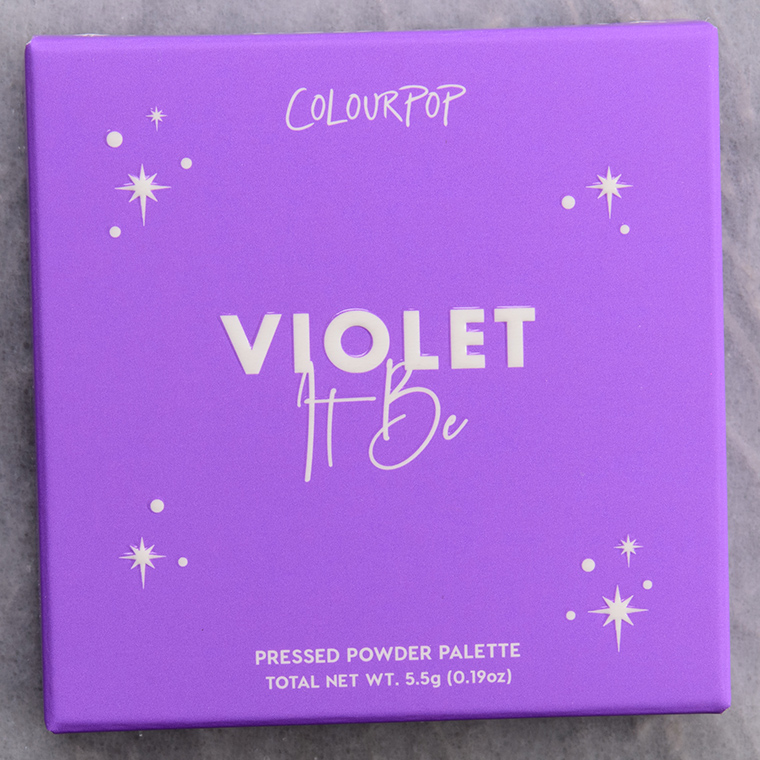 COLOURPOP
VIOLET
It Be
PRESSED POWDER PALETTE
TOTAL NET WT. 5.5g (0.19oz)